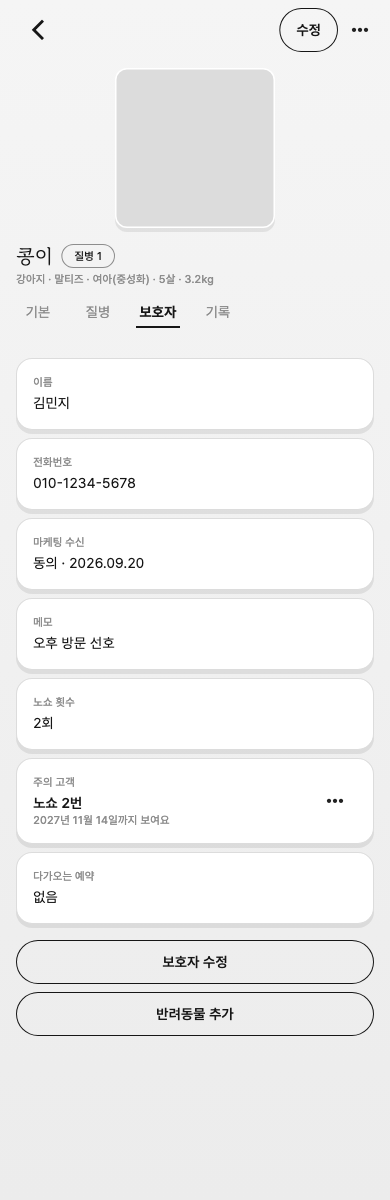 수정
콩이
질병 1
강아지 · 말티즈 · 여아(중성화) · 5살 · 3.2kg
기본 질병 보호자 기록
이름
김민지
전화번호
010-1234-5678
마케팅 수신
동의 · 2026.09.20
메모
오후 방문 선호
노쇼 횟수
2회
주의 고객
노쇼 2번
2027년 11월 14일까지 보여요
다가오는 예약
없음
보호자 수정
반려동물 추가